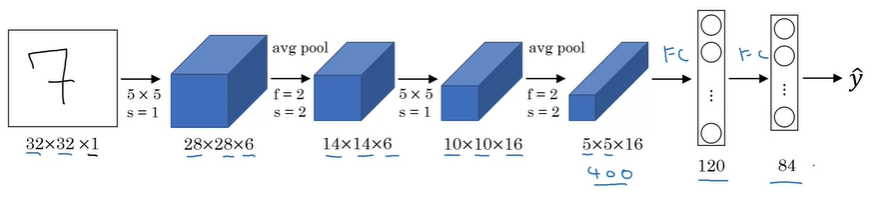 7
32×32×1
5 × 5
s = 1
28×28×6
avg pool
f = 2
s = 2
14×14×6
5 × 5
s = 1
10×10×16
avg pool
f = 2
s = 2
5×5×16
400
FC
⋮
120
FC
⋮
84
ŷ